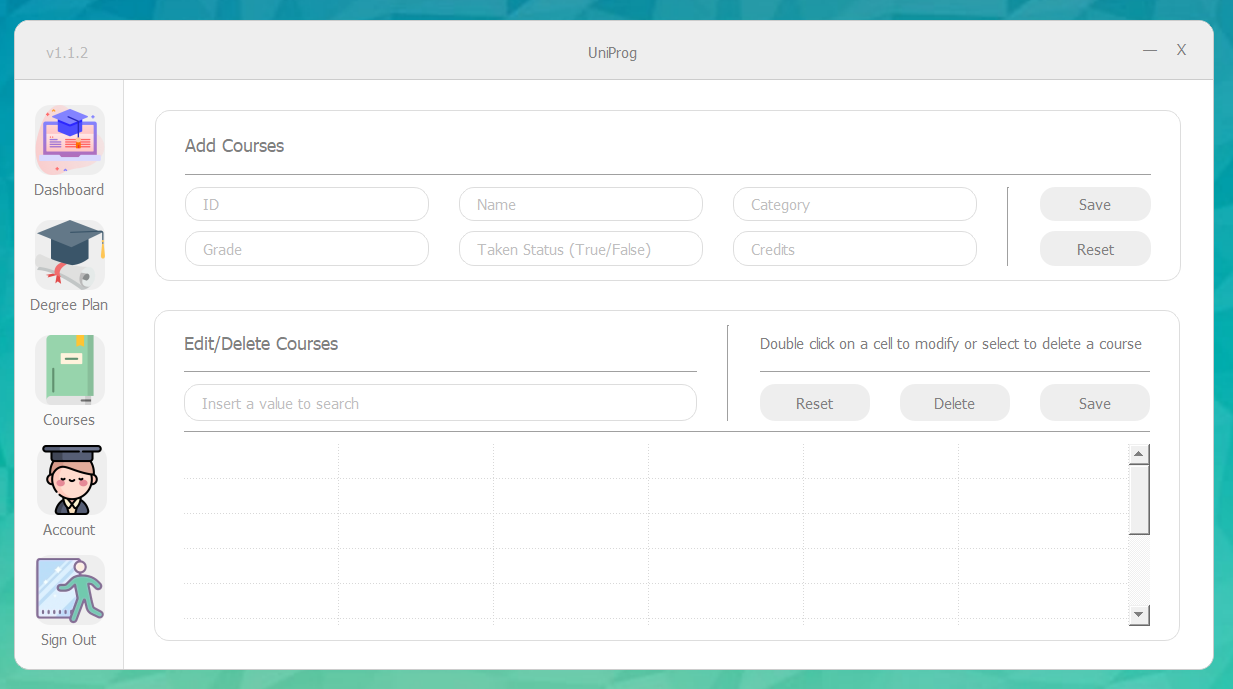 v1.1.2
UniProg
— X
Dashboard
Degree Plan
Courses
Account
Sign Out
Add Courses
ID
Name
Category
Save
Grade
Taken Status (True/False)
Credits
Reset
Edit/Delete Courses
Double click on a cell to modify or select to delete a course
Insert a value to search
Reset
Delete
Save